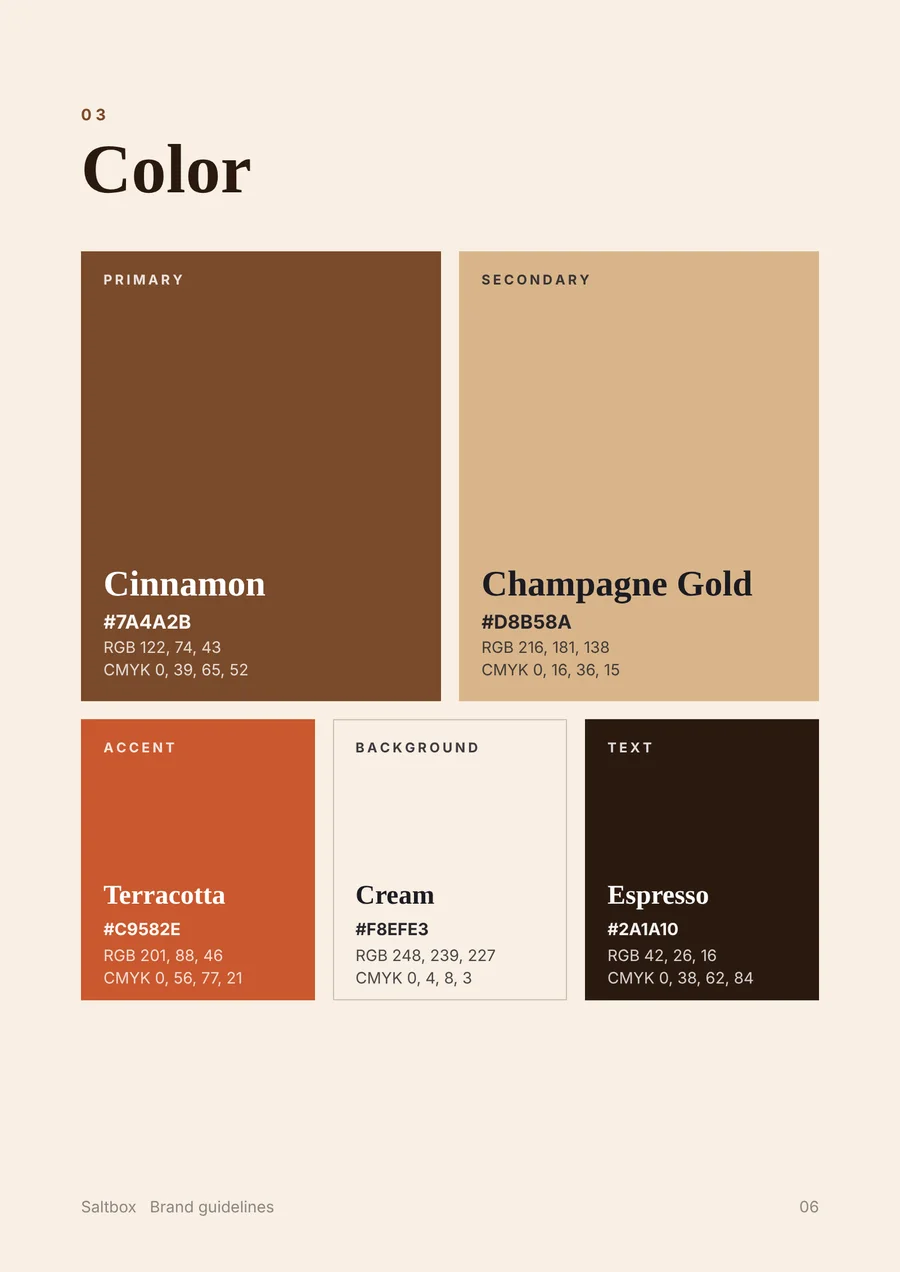 03
Color
PRIMARY
Cinnamon
#7A4A2B
RGB 122, 74, 43
CMYK 0, 39, 65, 52
SECONDARY
Champagne Gold
#D8B58A
RGB 216, 181, 138
CMYK 0, 16, 36, 15
ACCENT
Terracotta
#C9582E
RGB 201, 88, 46
CMYK 0, 56, 77, 21
BACKGROUND
Cream
#F8EFE3
RGB 248, 239, 227
CMYK 0, 4, 8, 3
TEXT
Espresso
#2A1A10
RGB 42, 26, 16
CMYK 0, 38, 62, 84
Saltbox Brand guidelines
06